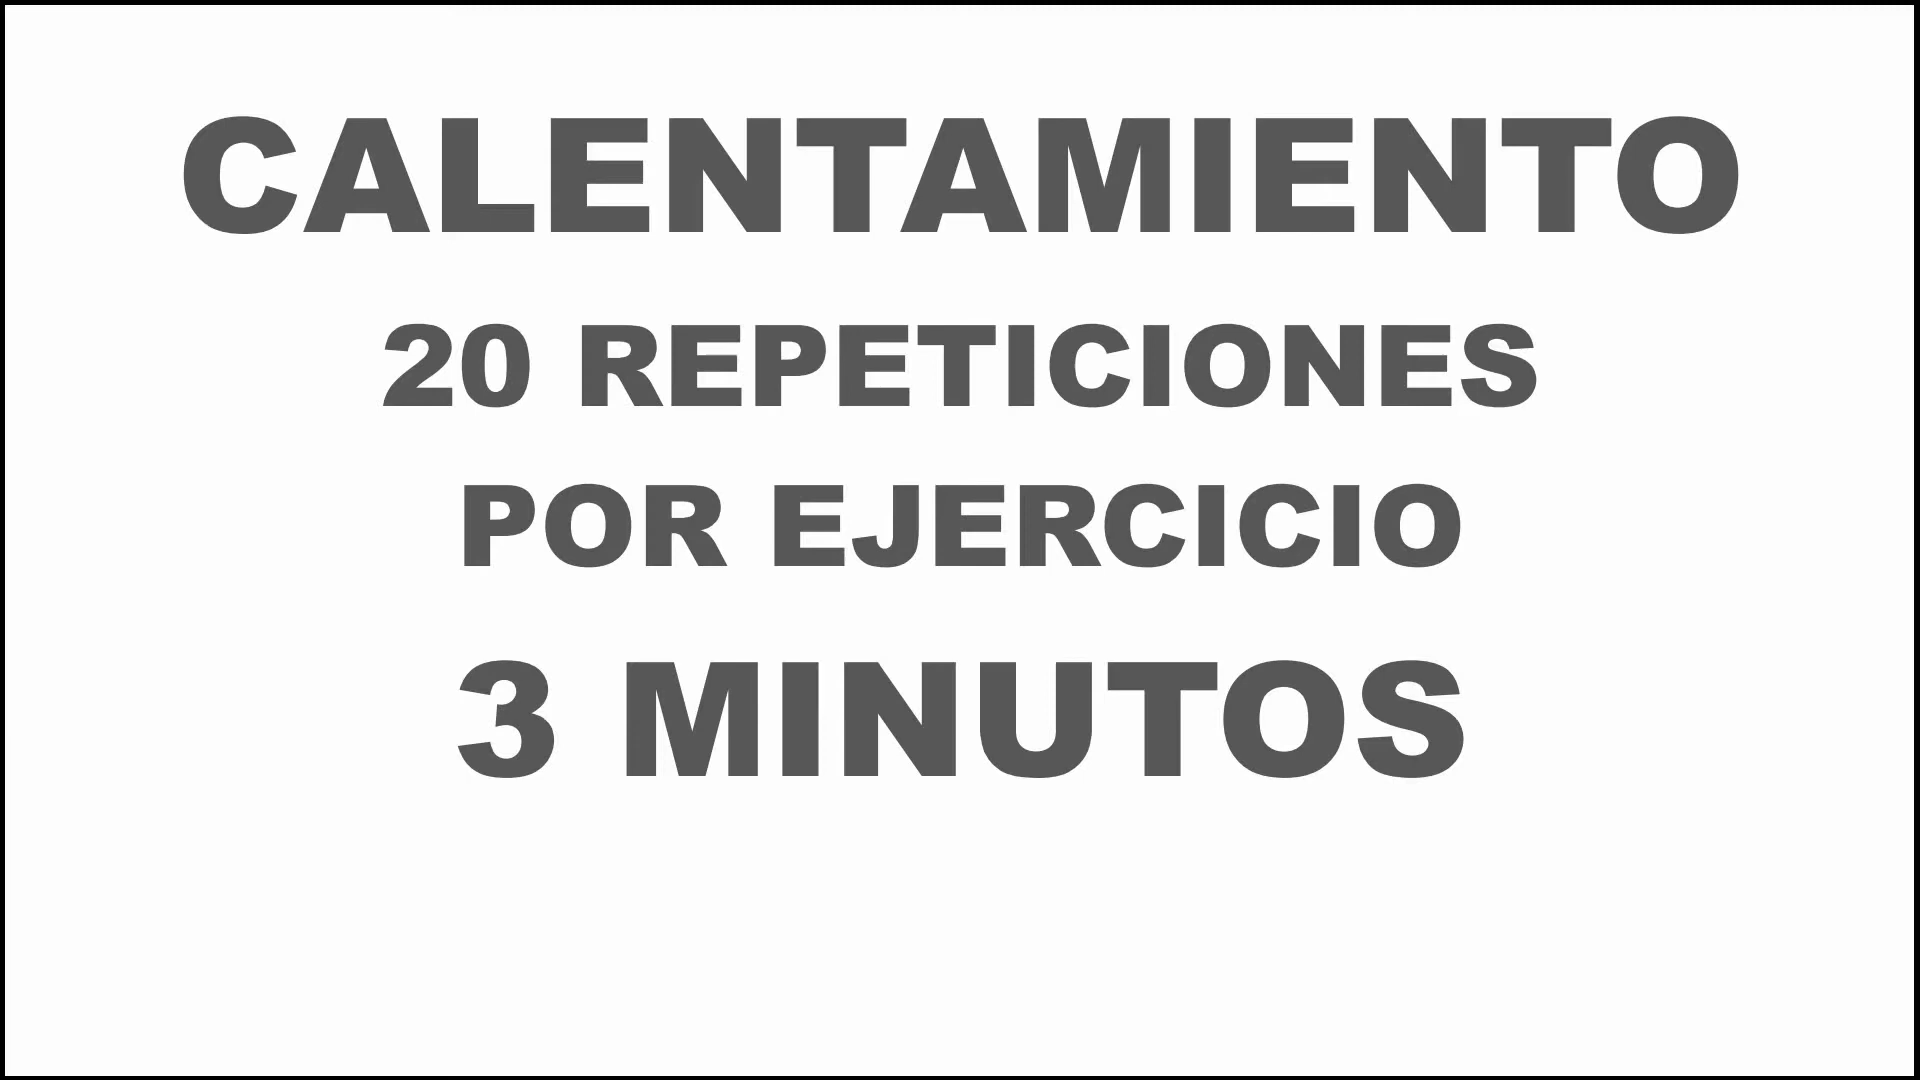 CALENTAMIENTO
20 REPETICIONES
POR EJERCICIO
3 MINUTOS